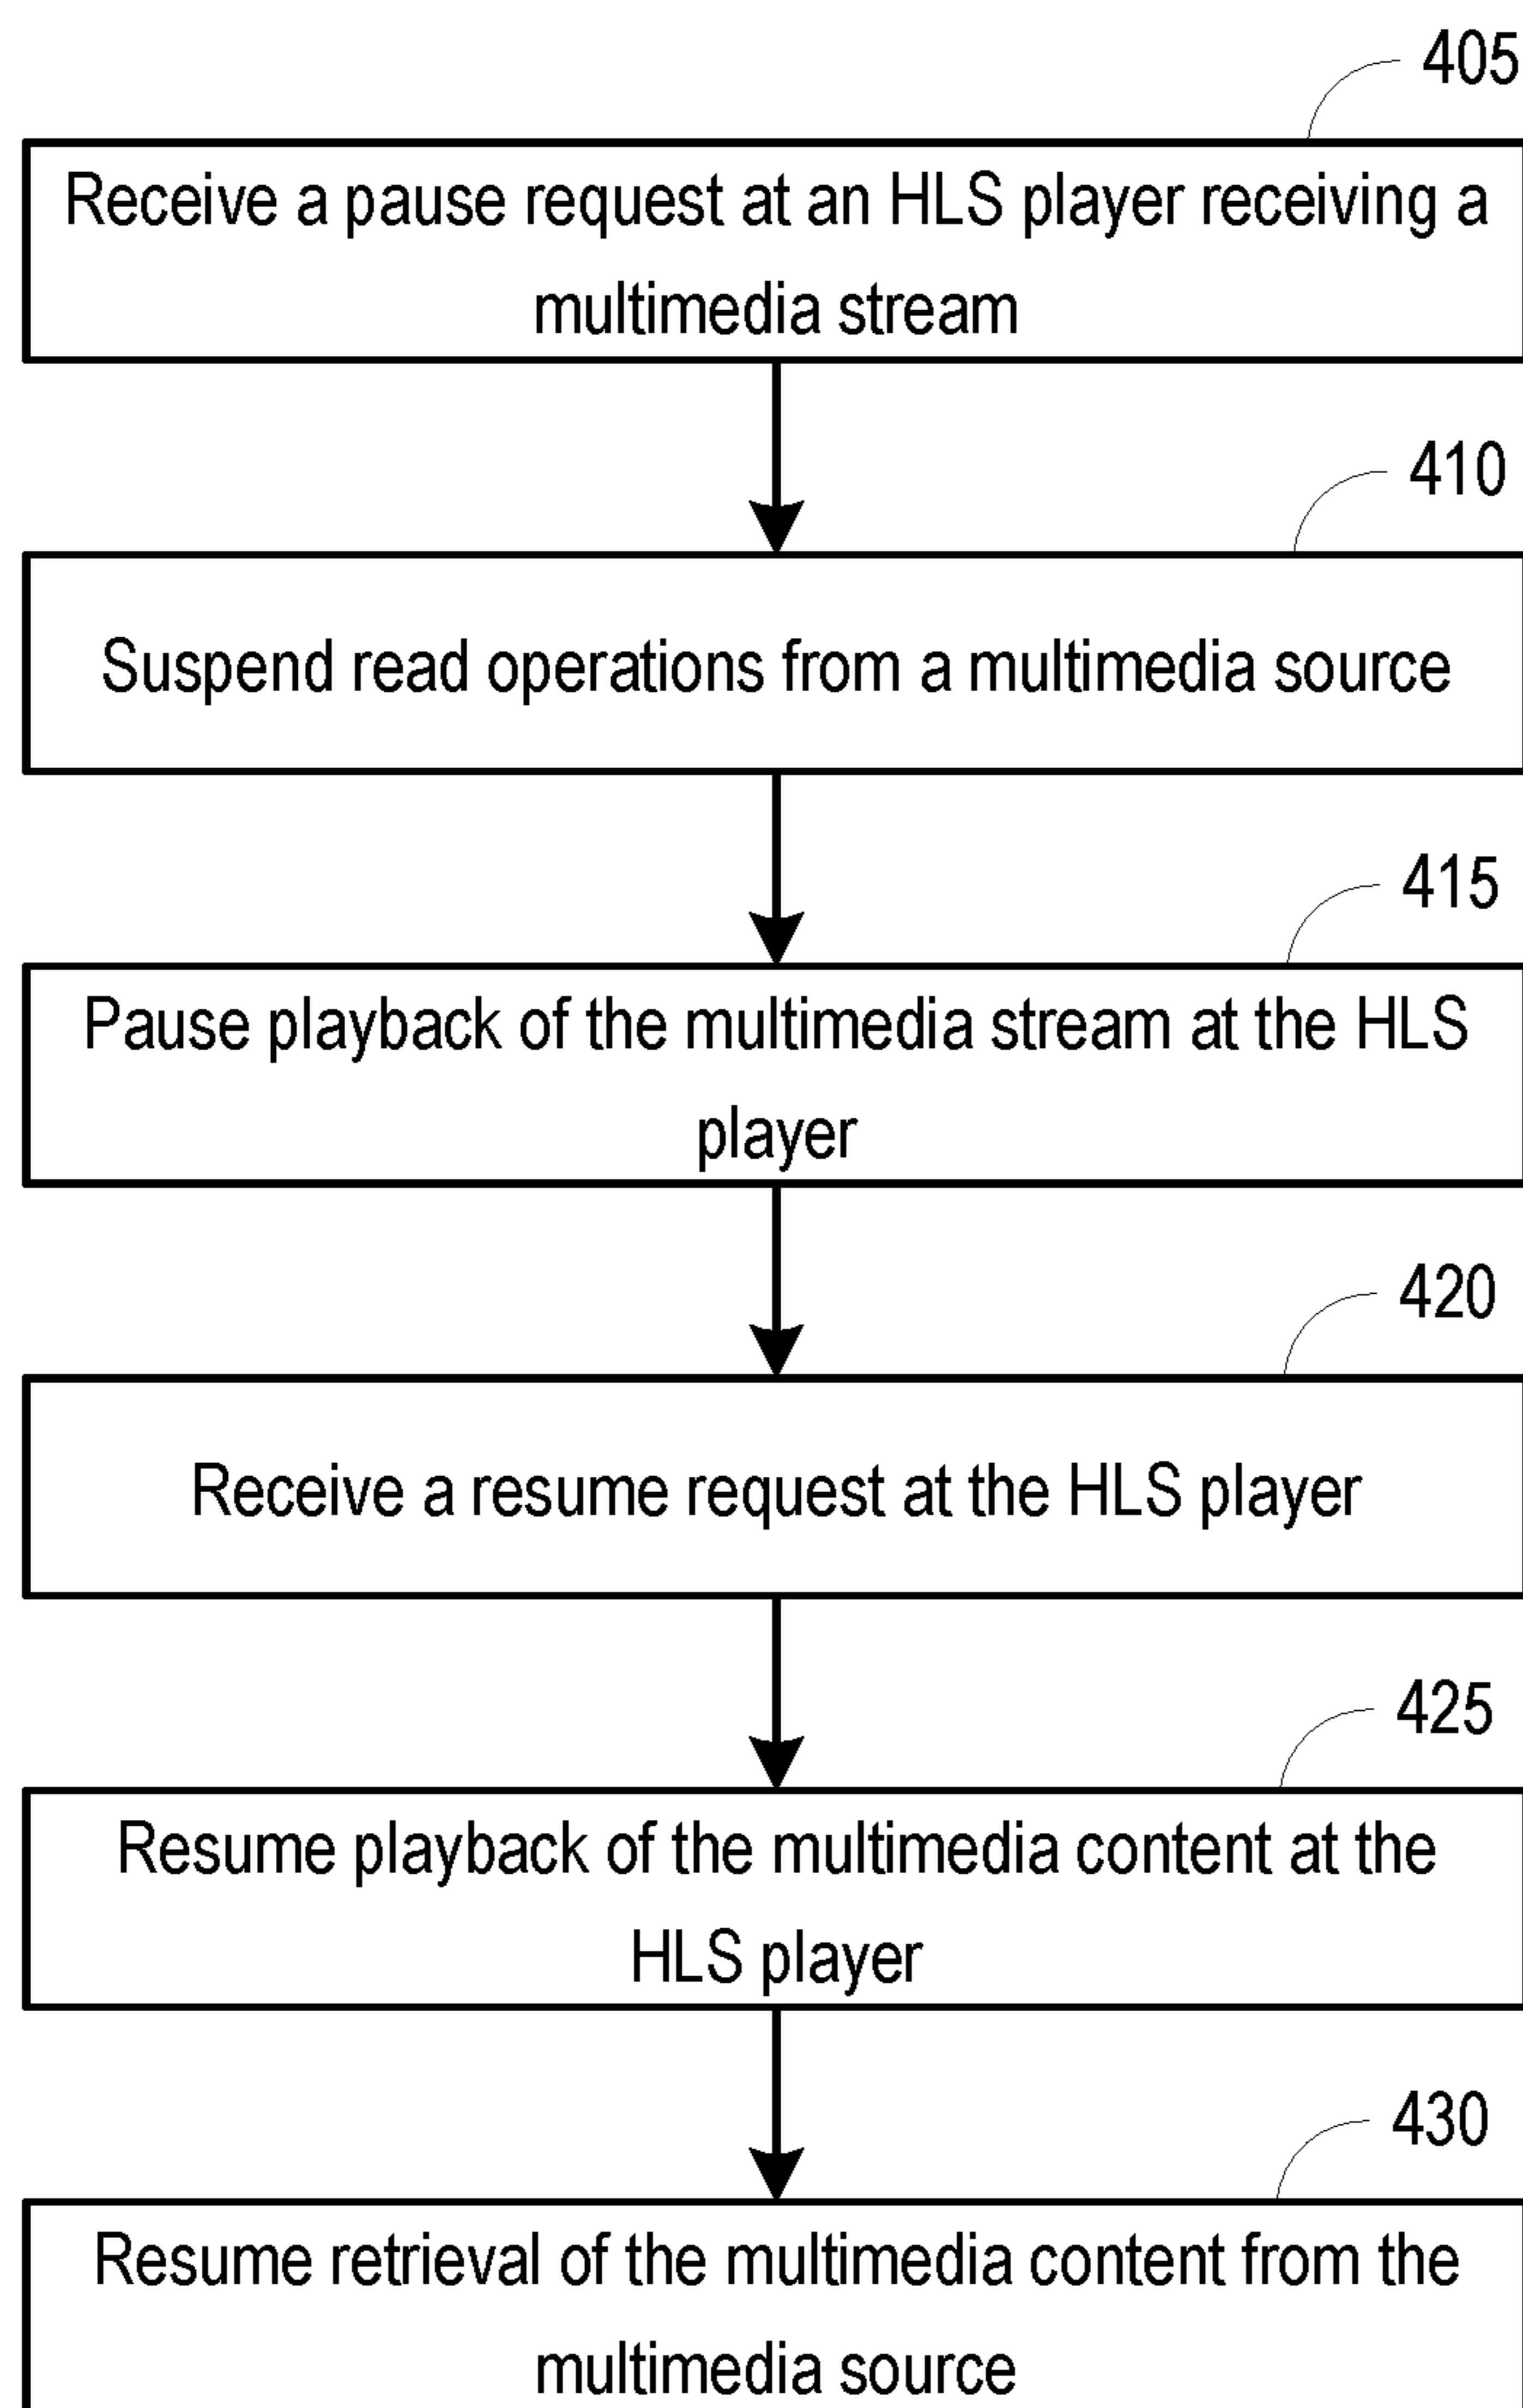 405
Receive a pause request at an HLS player receiving a
multimedia stream
410
Suspend read operations from a multimedia source
415
Pause playback of the multimedia stream at the HLS
player
420
Receive a resume request at the HLS player
425
Resume playback of the multimedia content at the
HLS player
430
Resume retrieval of the multimedia content from the
multimedia source